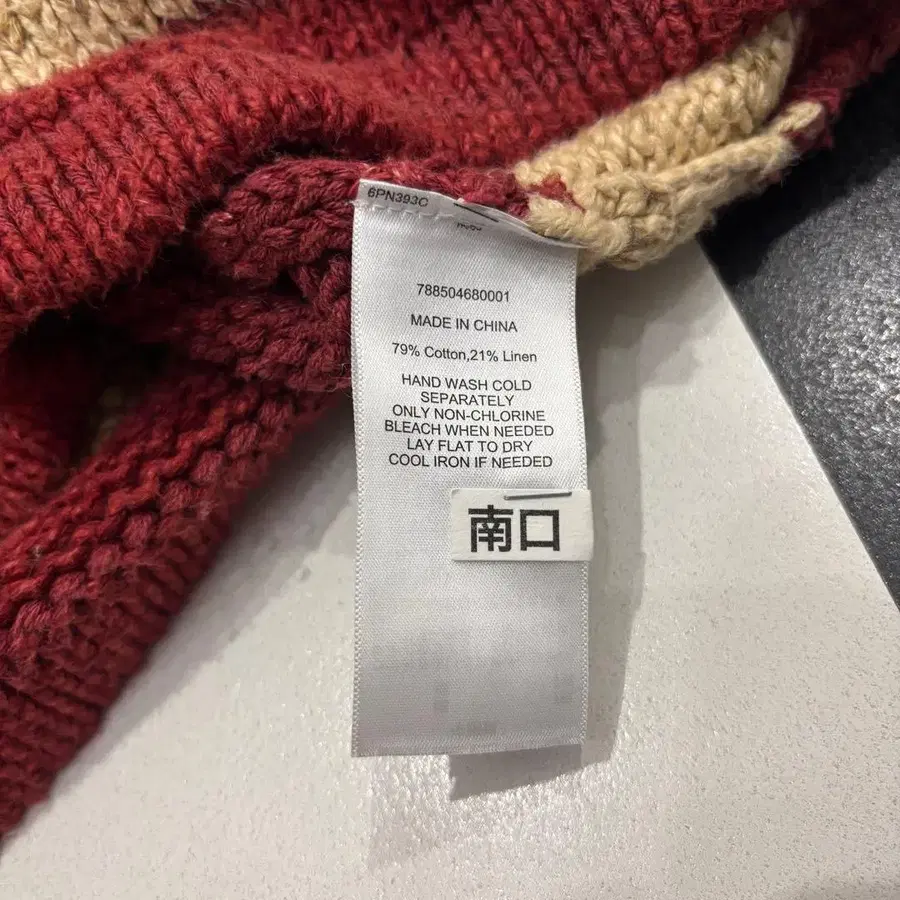 6PN393C
788504680001
MADE IN CHINA
79% Cotton,21% Linen
HAND WASH COLD
SEPARATELY
ONLY NON-CHLORINE
BLEACH WHEN NEEDED
LAY FLAT TO DRY
COOL IRON IF NEEDED
南口